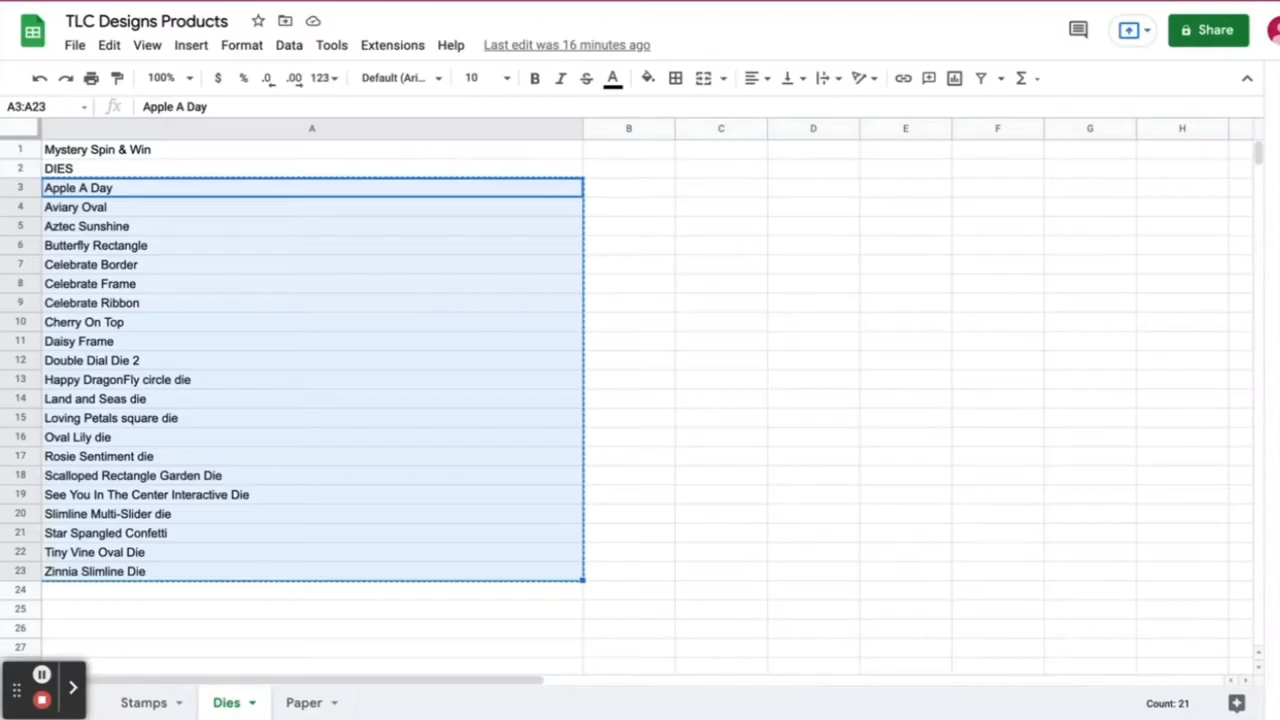 TLC Designs Products
File Edit View Insert Format Data Tools Extensions Help Last edit was 16 minutes ago
Share
100% $ % .0 .00 123 Default (Ari... 10 B I S A Σ
A3:A23 fx Apple A Day
A B C D E F G H
1 Mystery Spin & Win
2 DIES
3 Apple A Day
4 Aviary Oval
5 Aztec Sunshine
6 Butterfly Rectangle
7 Celebrate Border
8 Celebrate Frame
9 Celebrate Ribbon
10 Cherry On Top
11 Daisy Frame
12 Double Dial Die 2
13 Happy DragonFly circle die
14 Land and Seas die
15 Loving Petals square die
16 Oval Lily die
17 Rosie Sentiment die
18 Scalloped Rectangle Garden Die
19 See You In The Center Interactive Die
20 Slimline Multi-Slider die
21 Star Spangled Confetti
22 Tiny Vine Oval Die
23 Zinnia Slimline Die
24
25
26
27
Stamps Dies Paper Count: 21